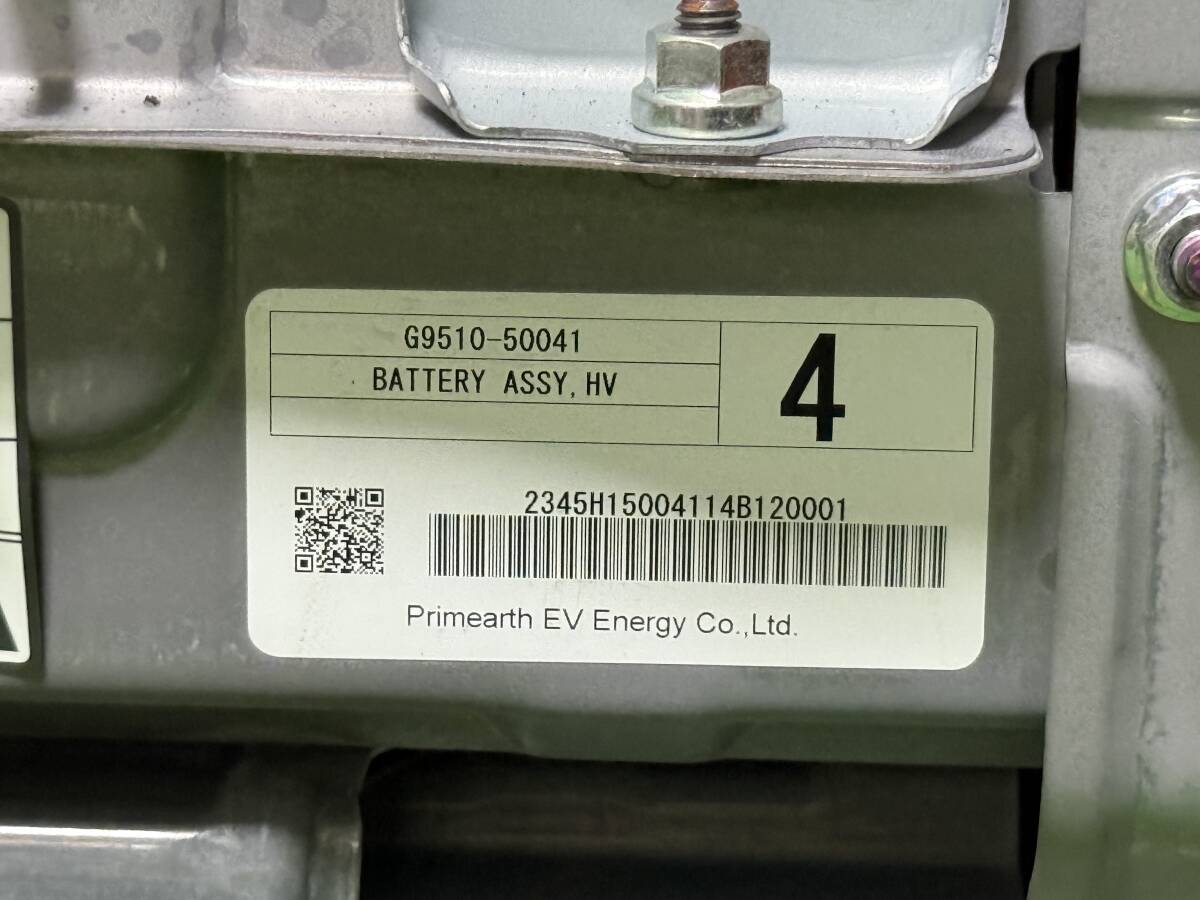 G9510-50041
BATTERY ASSY,HV
4
2345H15004114B120001
Primearth EV Energy Co.,Ltd.